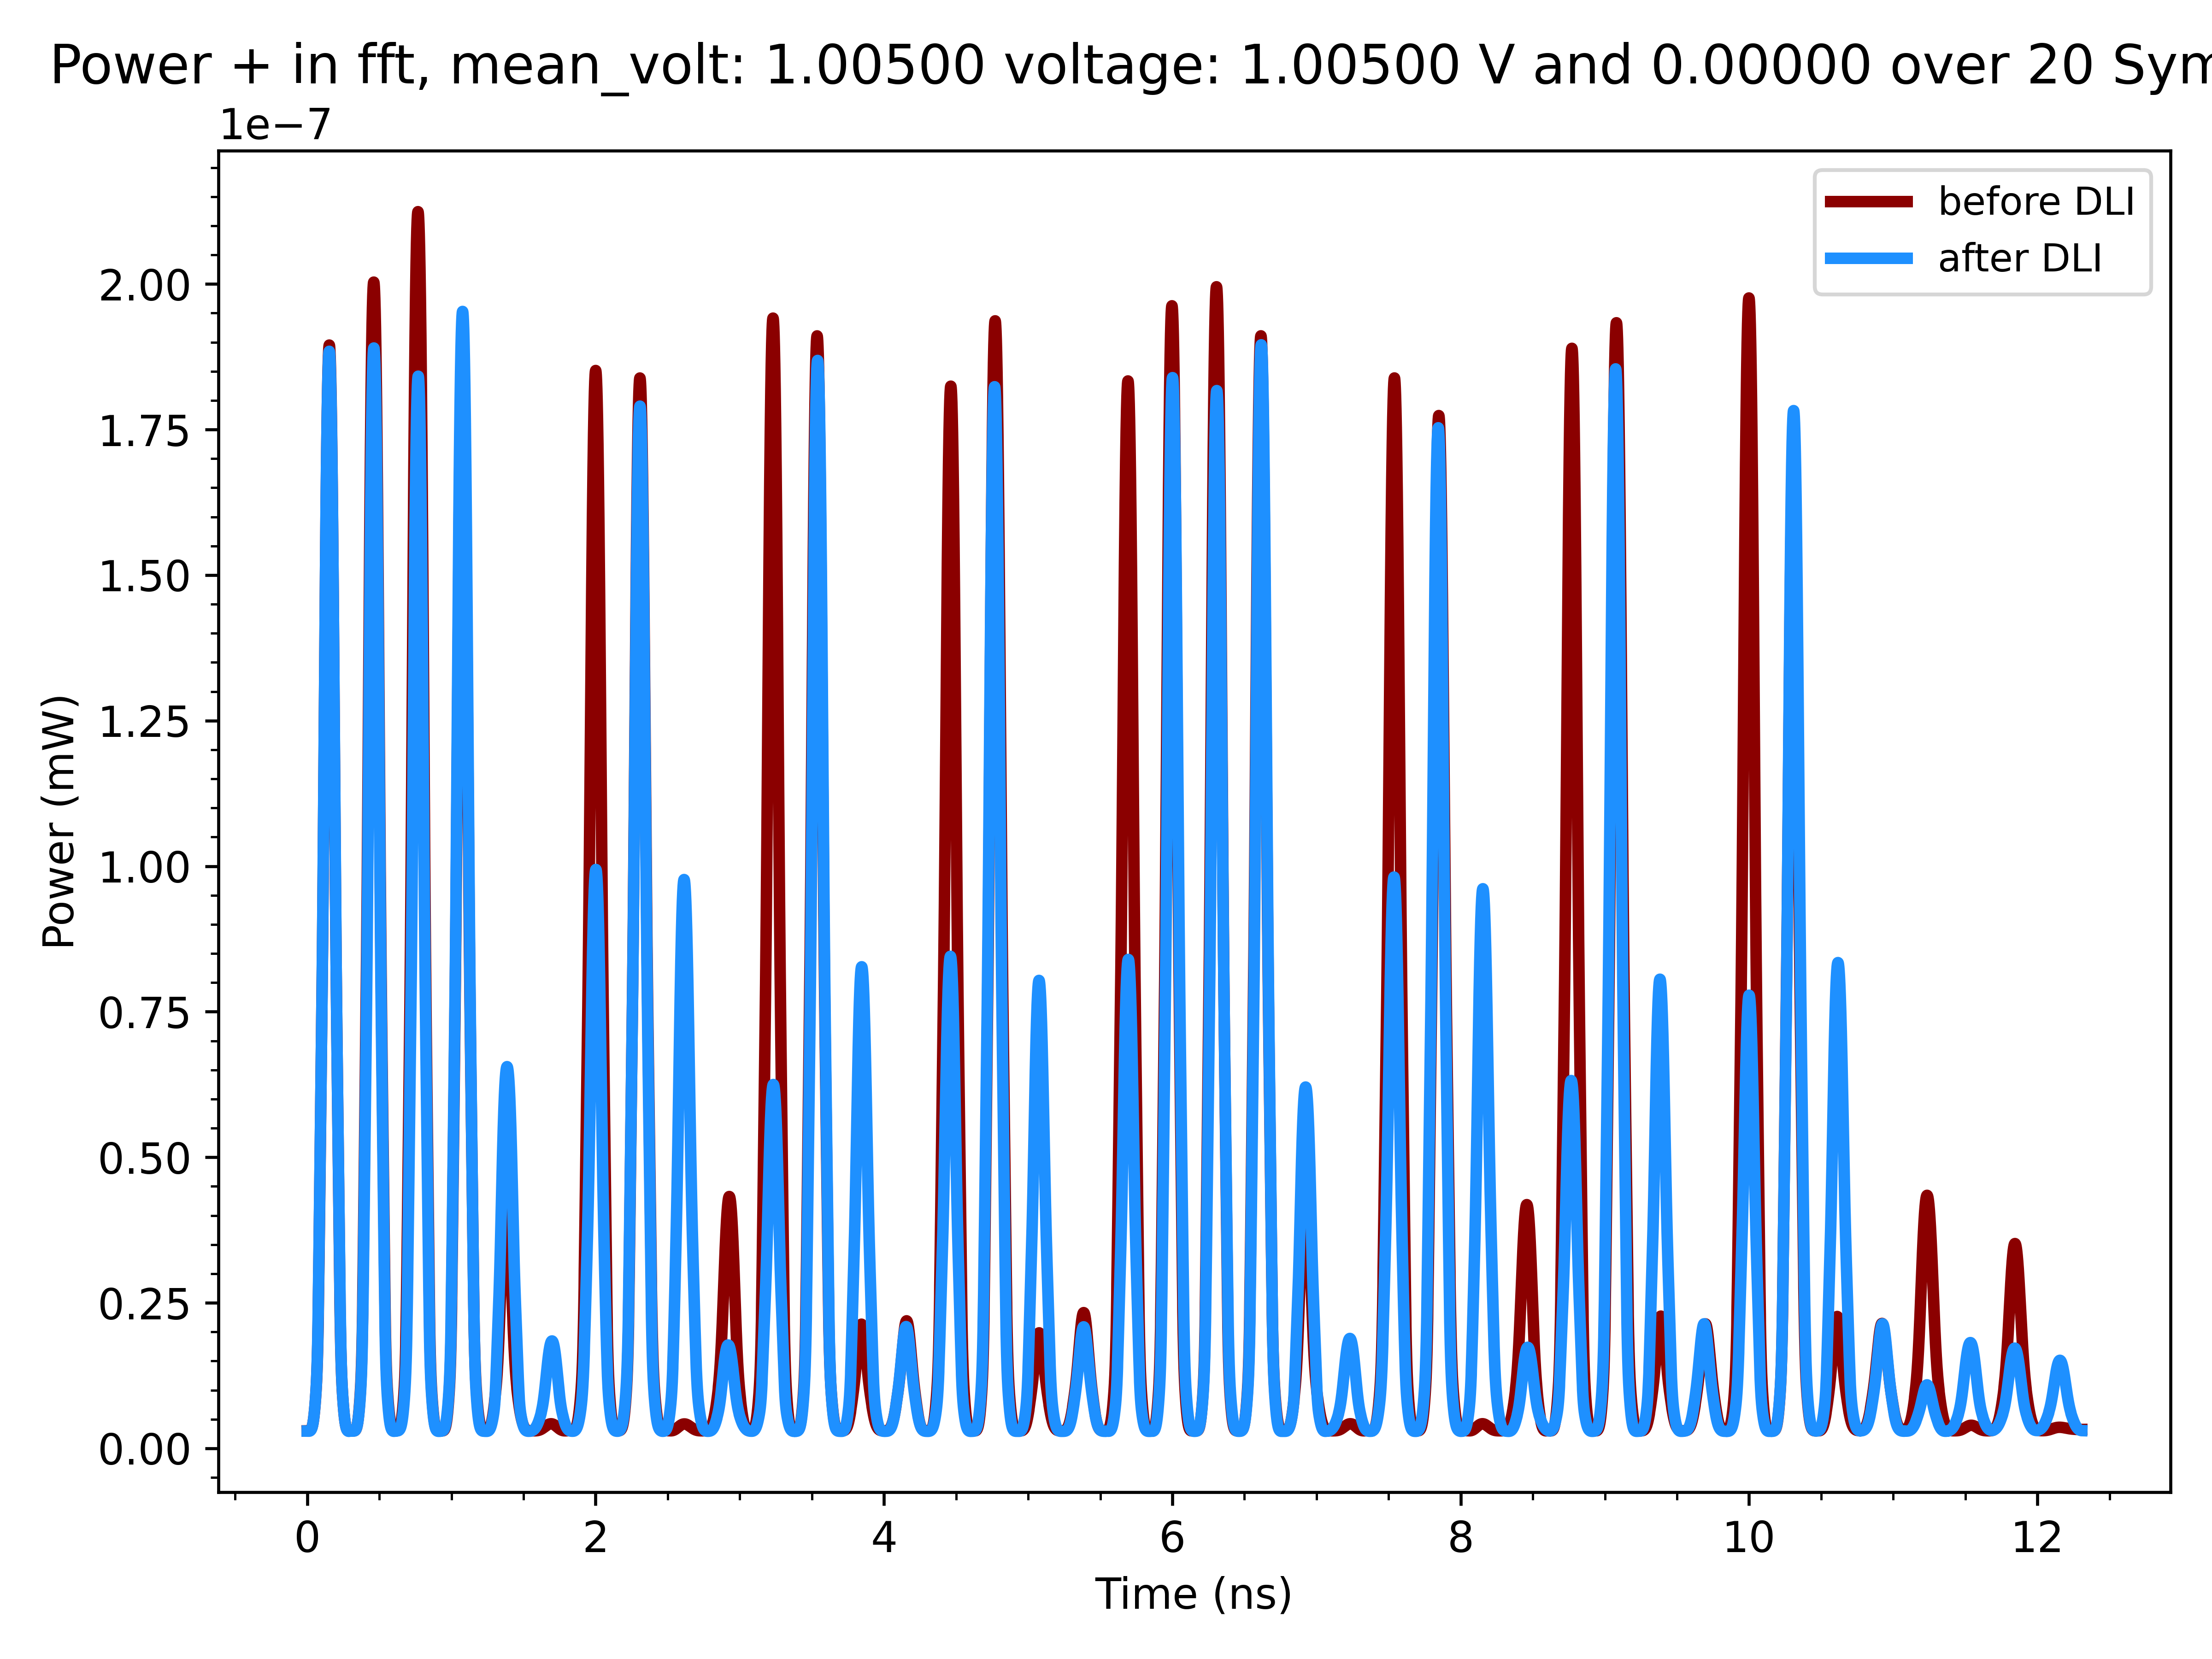 Power + in fft, mean_volt: 1.00500 voltage: 1.00500 V and 0.00000 over 20 Sym
1e−7
before DLI
after DLI
2.00
1.75
1.50
1.25
1.00
0.75
0.50
0.25
0.00
Power (mW)
0 2 4 6 8 10 12
Time (ns)